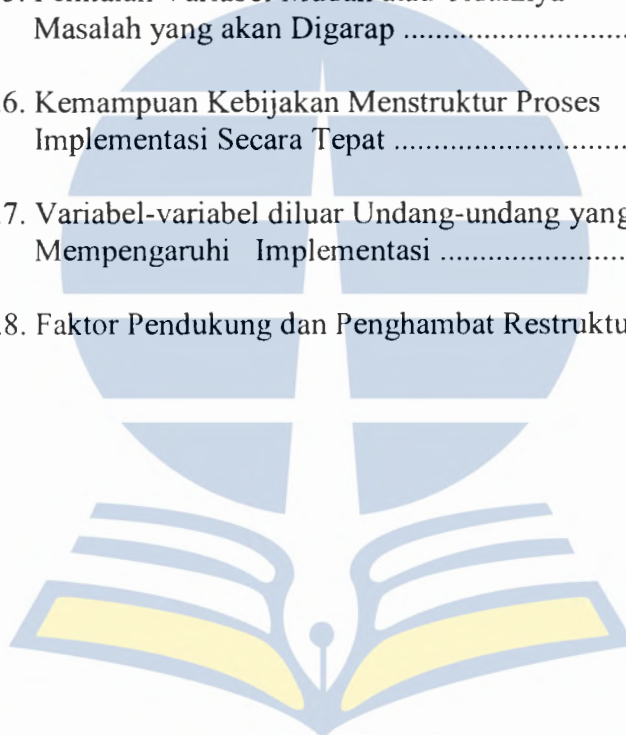 Masalah yang akan Digarap ..............................
.6. Kemampuan Kebijakan Menstruktur Proses
Implementasi Secara Tepat ..............................
.7. Variabel-variabel diluar Undang-undang yang
Mempengaruhi Implementasi .........................
.8. Faktor Pendukung dan Penghambat Restruktu